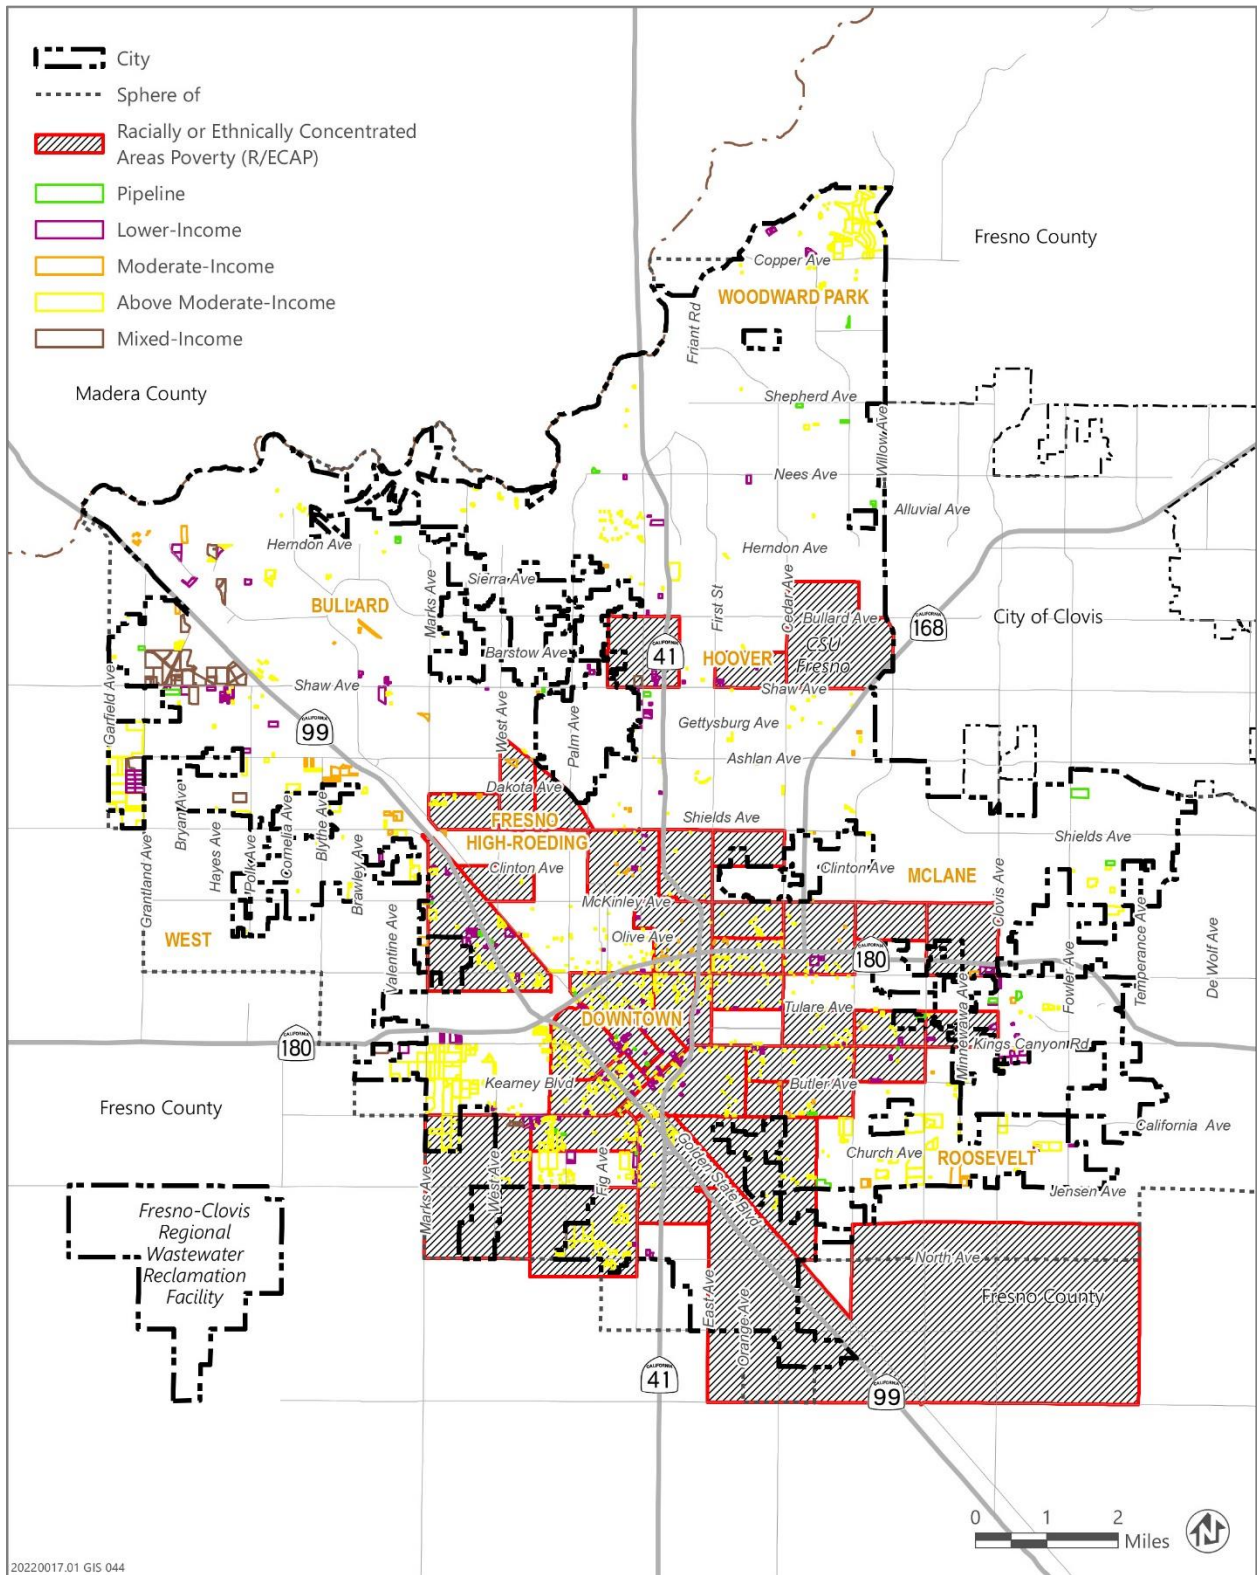 City
Sphere of
Racially or Ethnically Concentrated
Areas Poverty (R/ECAP)
Pipeline
Lower-Income
Moderate-Income
Above Moderate-Income
Mixed-Income
Fresno County
Copper Ave
WOODWARD PARK
Friant Rd
Madera County
Shepherd Ave
Willow Ave
Nees Ave
Alluvial Ave
Herndon Ave
Herndon Ave
Sierra Ave
Marks Ave
BULLARD
First St
Cedar Ave
Bullard Ave
CALIFORNIA
168
City of Clovis
Barstow Ave
CALIFORNIA
41
HOOVER
CSU
Fresno
Shaw Ave
Shaw Ave
Garfield Ave
CALIFORNIA
99
West Ave
Palm Ave
Gettysburg Ave
Ashlan Ave
Dakota Ave
FRESNO
HIGH-ROEDING
Shields Ave
Shields Ave
Grantland Ave
Bryan Ave
Hayes Ave
Polk Ave
Cornelia Ave
Blythe Ave
Brawley Ave
Clinton Ave
Clinton Ave
MCLANE
Clovis Ave
McKinley Ave
WEST
Valentine Ave
Olive Ave
CALIFORNIA
180
Minnewawa Ave
Fowler Ave
Temperance Ave
De Wolf Ave
DOWNTOWN
Tulare Ave
CALIFORNIA
180
Kings Canyon Rd
Kearney Blvd
Butler Ave
Fresno County
California Ave
Golden State Blvd
Church Ave
ROOSEVELT
Marks Ave
West Ave
Fig Ave
Jensen Ave
Fresno-Clovis
Regional
Wastewater
Reclamation
Facility
North Ave
East Ave
Orange Ave
Fresno County
CALIFORNIA
41
CALIFORNIA
99
0 1 2
Miles
N
20220017.01 GIS 044